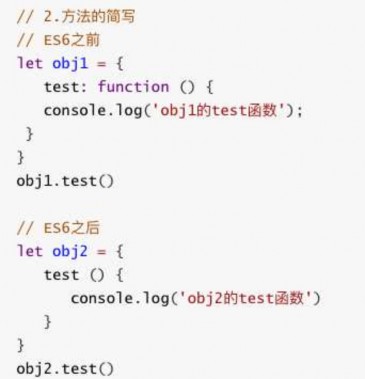 // 2.方法的简写
// ES6之前
let obj1 = {
test: function () {
console.log('obj1的test函数');
}
}
obj1.test()
// ES6之后
let obj2 = {
test () {
console.log('obj2的test函数')
}
}
obj2.test()